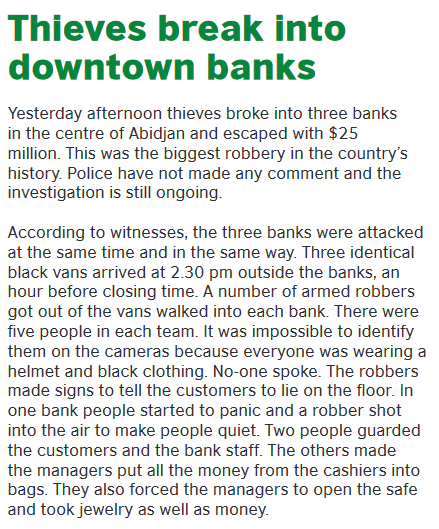 Thieves break into
downtown banks
Yesterday afternoon thieves broke into three banks
in the centre of Abidjan and escaped with $25
million. This was the biggest robbery in the country's
history. Police have not made any comment and the
investigation is still ongoing.
According to witnesses, the three banks were attacked
at the same time and in the same way. Three identical
black vans arrived at 2.30 pm outside the banks, an
hour before closing time. A number of armed robbers
got out of the vans walked into each bank. There were
five people in each team. It was impossible to identify
them on the cameras because everyone was wearing a
helmet and black clothing. No-one spoke. The robbers
made signs to tell the customers to lie on the floor. In
one bank people started to panic and a robber shot
into the air to make people quiet. Two people guarded
the customers and the bank staff. The others made
the managers put all the money from the cashiers into
bags. They also forced the managers to open the safe
and took jewelry as well as money.